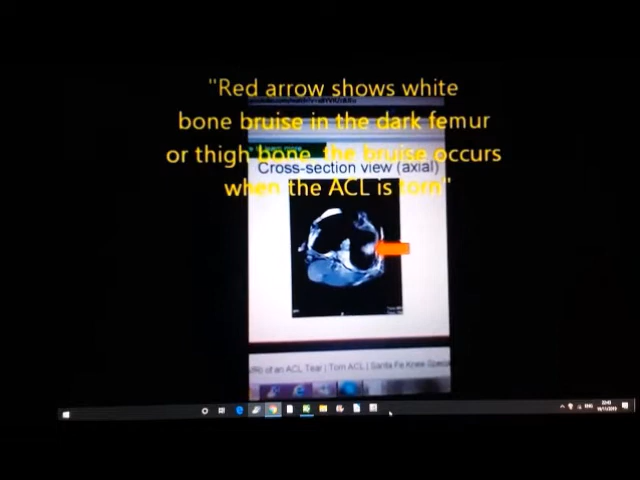 "Red arrow shows white
bone bruise in the dark femur
or thigh bone, the bruise occurs
when the ACL is torn"
Cross-section view (axial)
of an ACL Tear | Torn ACL | Santa Fe Knee
ENG